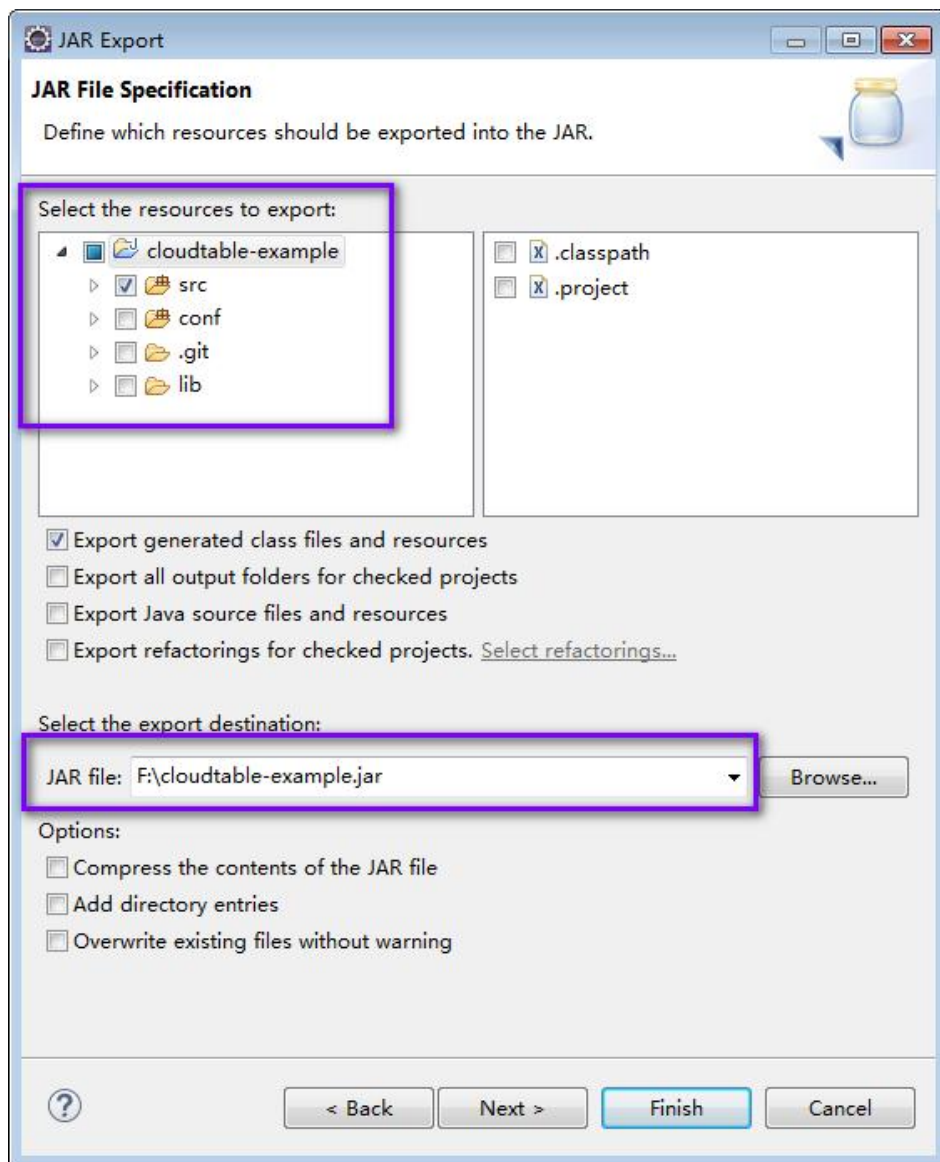 JAR Export
JAR File Specification
Define which resources should be exported into the JAR.
Select the resources to export:
cloudtable-example
src
conf
.git
lib
.classpath
.project
Export generated class files and resources
Export all output folders for checked projects
Export Java source files and resources
Export refactorings for checked projects. Select refactorings...
Select the export destination:
JAR file: F:\cloudtable-example.jar Browse...
Options:
Compress the contents of the JAR file
Add directory entries
Overwrite existing files without warning
? < Back Next > Finish Cancel